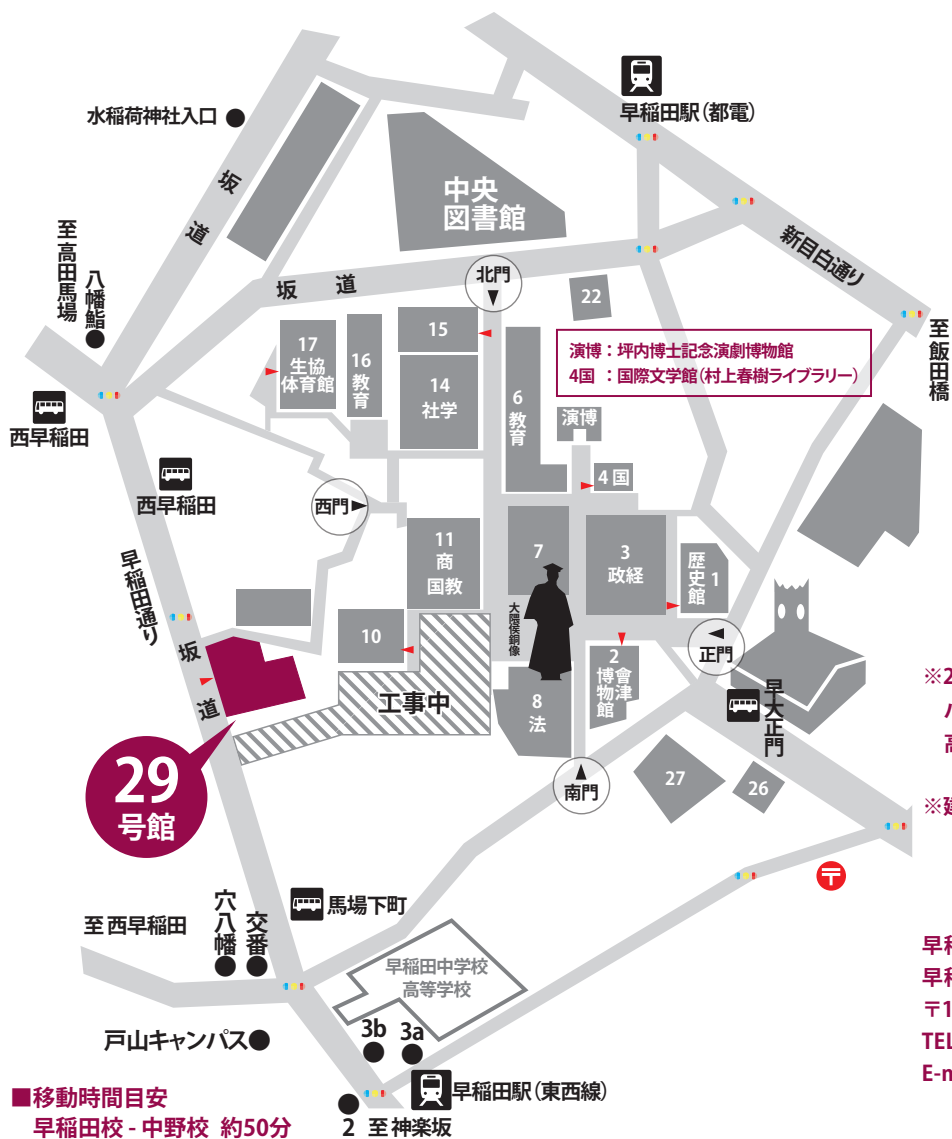 早稲田駅（都電）
水稲荷神社入口
坂
道
中央
図書館
至高田馬場
八幡鮨
新目白通り
北門
坂 道
22
15
17
生協
体育館
16
教育
14
社学
6
教育
演博：坪内博士記念演劇博物館
4国 ：国際文学館（村上春樹ライブラリー）
至飯田橋
演博
4 国
西早稲田
西早稲田
西門
11
商
国教
7
3
政経
歴史館 1
早稲田通り
大隈侯銅像
10
正門
坂
道
工事中
8
法
2
會津
博物館
早大正門
29
号館
南門
27
26
※2
※建
〒
馬場下町
穴八幡
交番
至 西早稲田
早稲田中学校
高等学校
戸山キャンパス
3b
3a
早稲田駅（東西線）
2 至 神楽坂
■移動時間目安
早稲田校 - 中野校 約50分
早稲
早稲
〒1
TEL
E-m